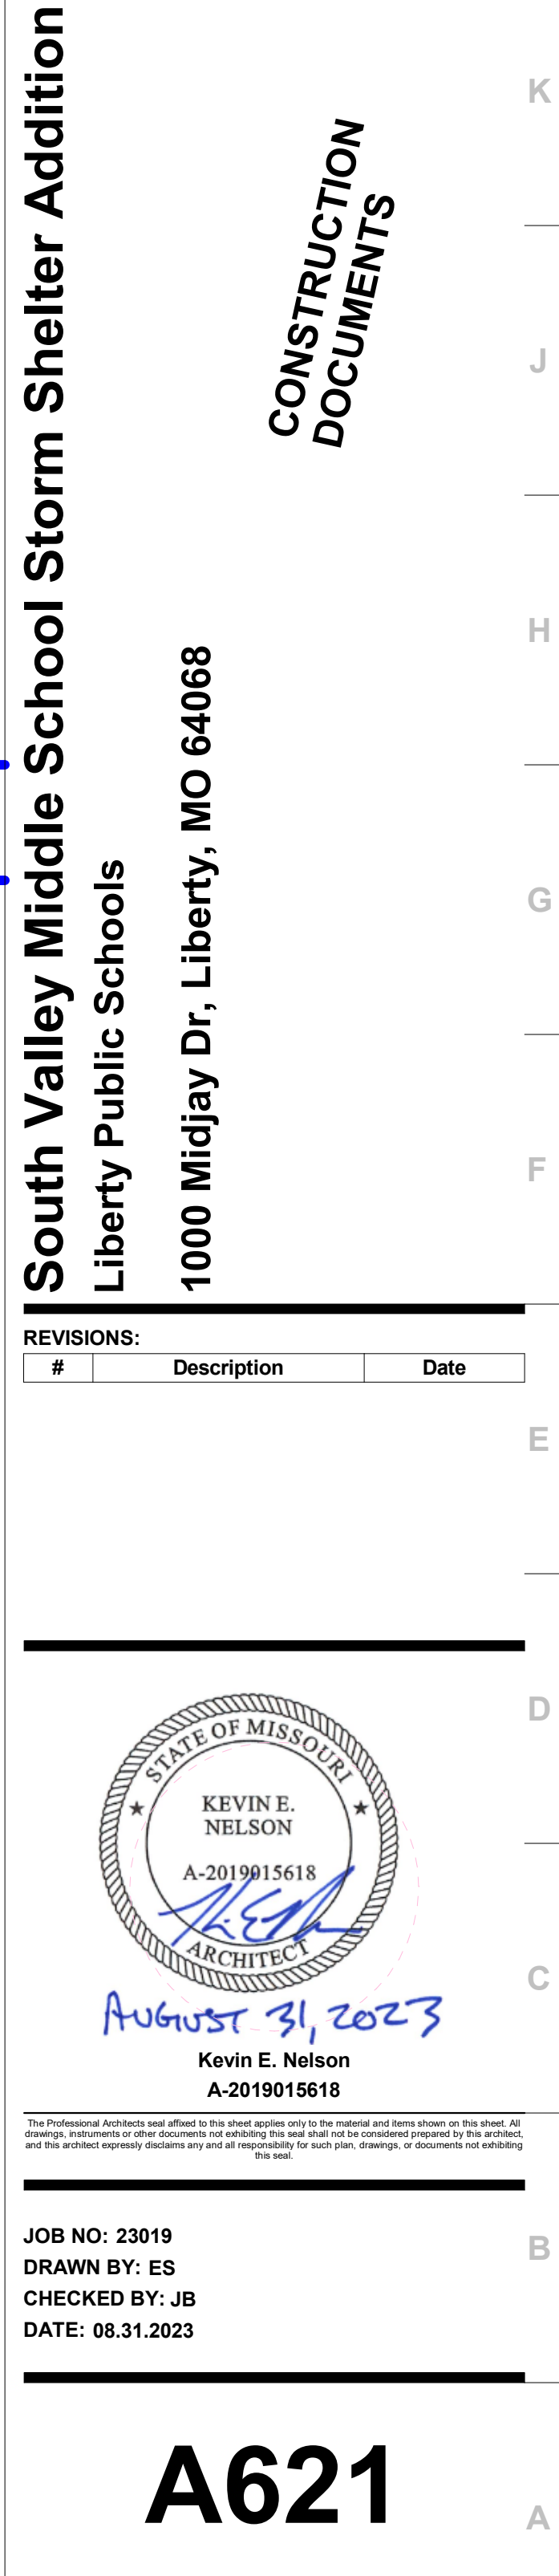 South Valley Middle School Storm Shelter Addition
Liberty Public Schools
1000 Midjay Dr, Liberty, MO 64068
CONSTRUCTION
DOCUMENTS
K
J
H
G
F
REVISIONS:
# Description Date
E
D
STATE OF MISSOURI
KEVIN E.
NELSON
A-2019015618
ARCHITECT
C
AUGUST 31, 2023
Kevin E. Nelson
A-2019015618
The Professional Architects seal affixed to this sheet applies only to the material and items shown on this sheet. All
drawings, instruments or other documents not exhibiting this seal shall not be considered prepared by this architect,
and this architect expressly disclaims any and all responsibility for such plan, drawings, or documents not exhibiting
this seal.
JOB NO: 23019
B
DRAWN BY: ES
CHECKED BY: JB
DATE: 08.31.2023
A621
A